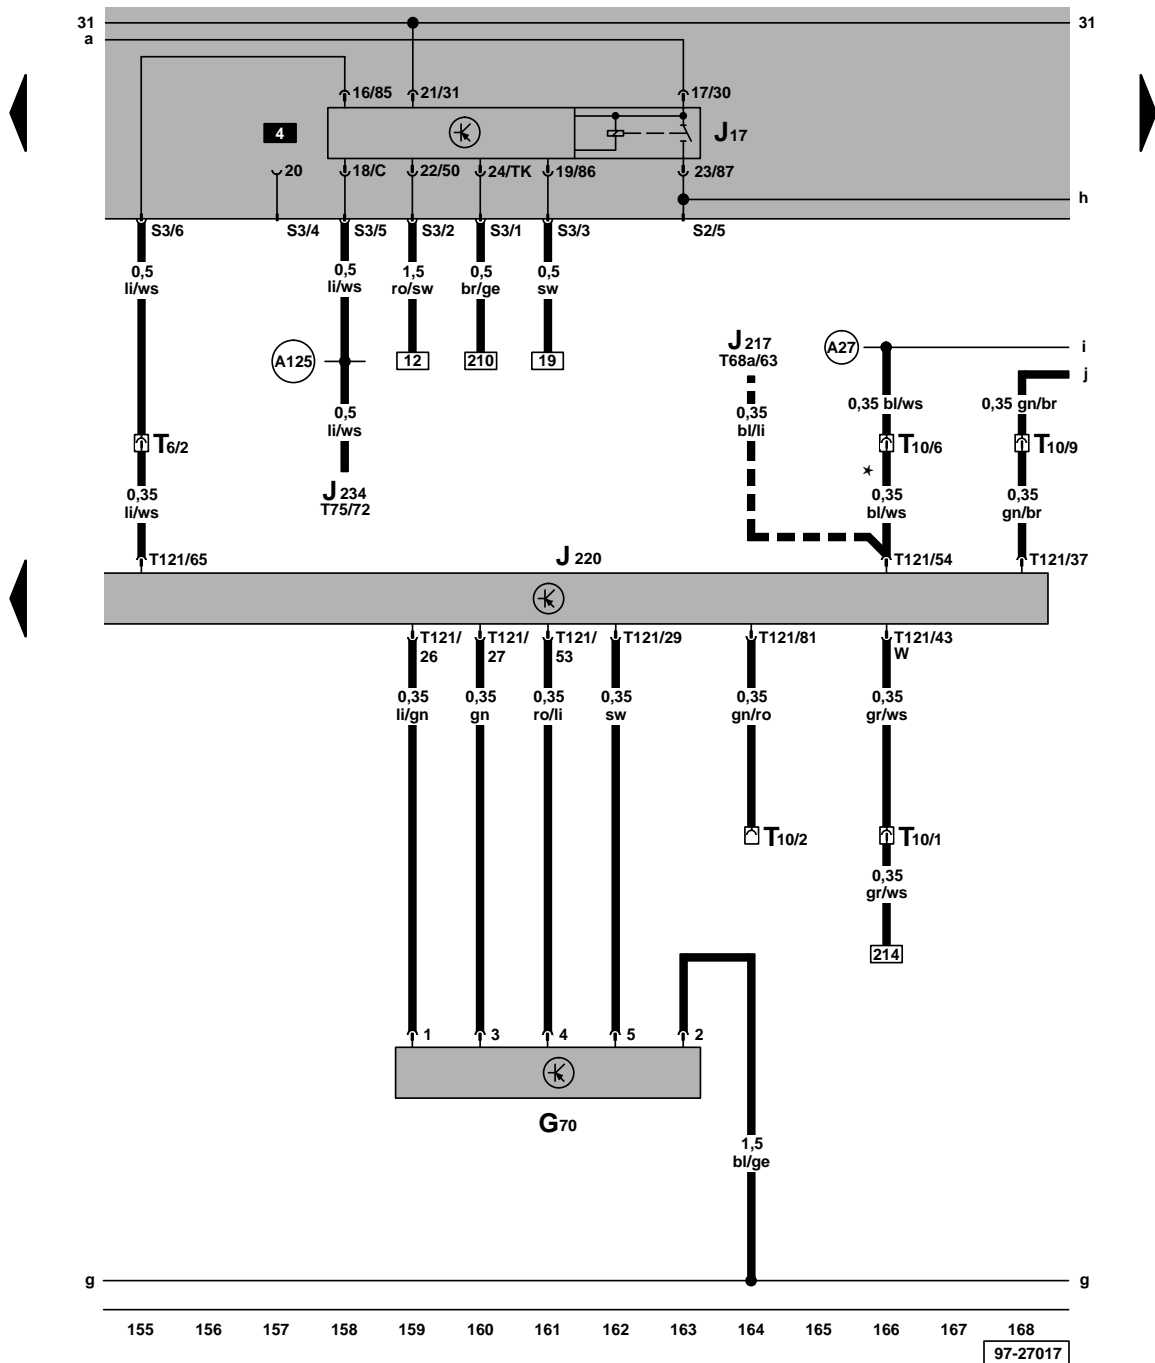 31 31
a
16/85 21/31 17/30
4 J17
20 18/C 22/50 24/TK 19/86 23/87
h
S3/6 S3/4 S3/5 S3/2 S3/1 S3/3 S2/5
0,5 0,5 1,5 0,5 0,5
li/ws li/ws ro/sw br/ge sw
J217 A27 i
A125 12 210 19 T68a/63
j
0,5 0,35 0,35 bl/ws 0,35 gn/br
li/ws bl/li
T6/2 T10/6 T10/9
*
0,35 J234 0,35 0,35
li/ws T75/72 bl/ws gn/br
T121/65 J220 T121/54 T121/37
T121/ T121/ T121/ T121/29 T121/81 T121/43
26 27 53 W
0,35 0,35 0,35 0,35 0,35 0,35
li/gn gn ro/li sw gn/ro gr/ws
T10/2 T10/1
0,35
gr/ws
214
1 3 4 5 2
G70
1,5
bl/ge
g g
155 156 157 158 159 160 161 162 163 164 165 166 167 168
97-27017